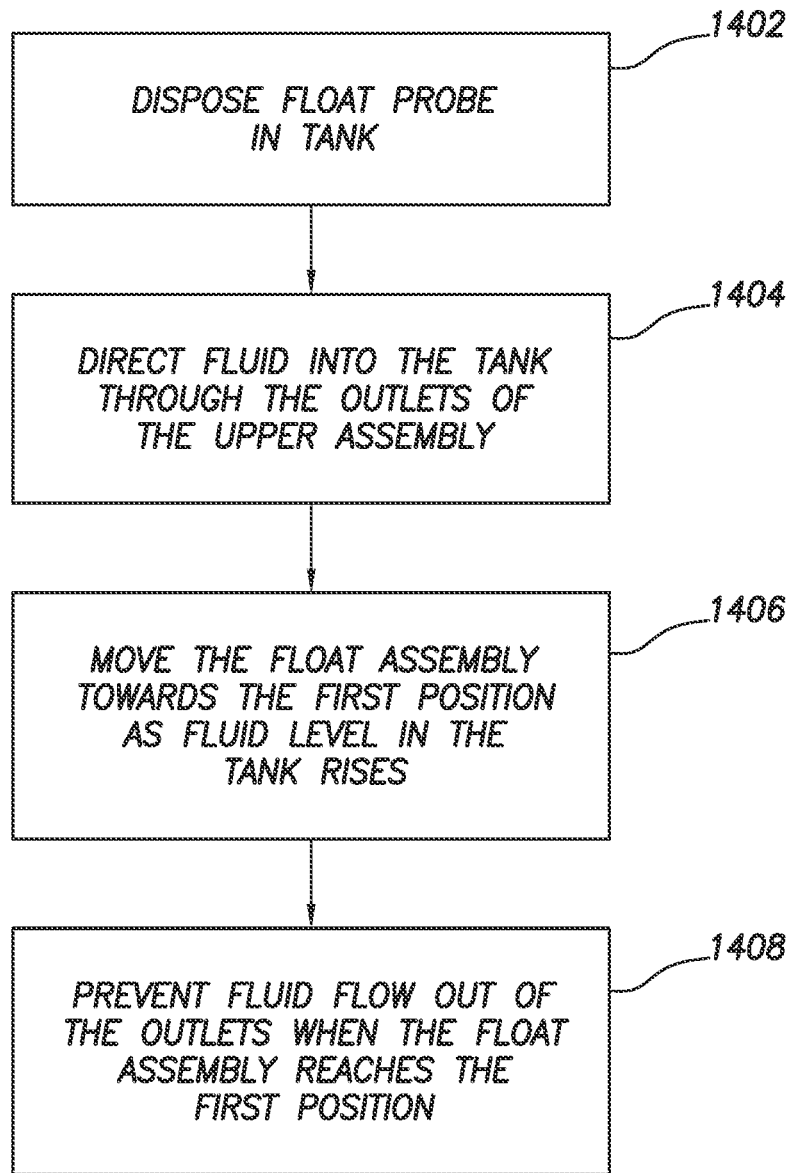 1402
DISPOSE FLOAT PROBE
IN TANK
1404
DIRECT FLUID INTO THE TANK
THROUGH THE OUTLETS OF
THE UPPER ASSEMBLY
1406
MOVE THE FLOAT ASSEMBLY
TOWARDS THE FIRST POSITION
AS FLUID LEVEL IN THE
TANK RISES
1408
PREVENT FLUID FLOW OUT OF
THE OUTLETS WHEN THE FLOAT
ASSEMBLY REACHES THE
FIRST POSITION